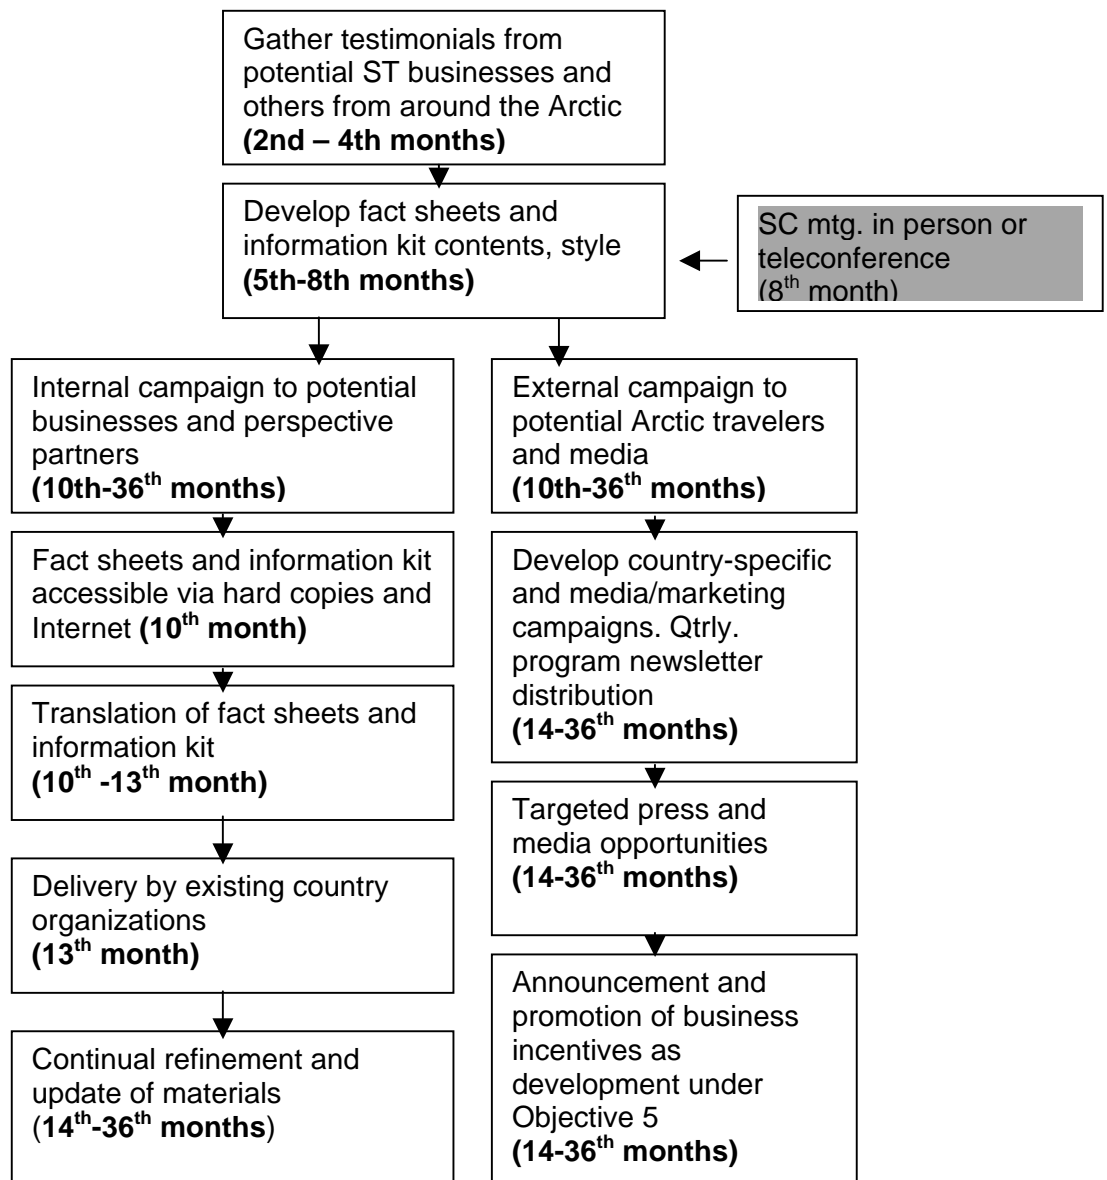 Gather testimonials from
potential ST businesses and
others from around the Arctic
(2nd – 4th months)
Develop fact sheets and
information kit contents, style
(5th-8th months)
SC mtg. in person or
teleconference
(8th month)
Internal campaign to potential
businesses and perspective
partners
(10th-36th months)
Fact sheets and information kit
accessible via hard copies and
Internet (10th month)
Translation of fact sheets and
information kit
(10th -13th month)
Delivery by existing country
organizations
(13th month)
Continual refinement and
update of materials
(14th-36th months)
External campaign to
potential Arctic travelers
and media
(10th-36th months)
Develop country-specific
and media/marketing
campaigns. Qtrly.
program newsletter
distribution
(14-36th months)
Targeted press and
media opportunities
(14-36th months)
Announcement and
promotion of business
incentives as
development under
Objective 5
(14-36th months)